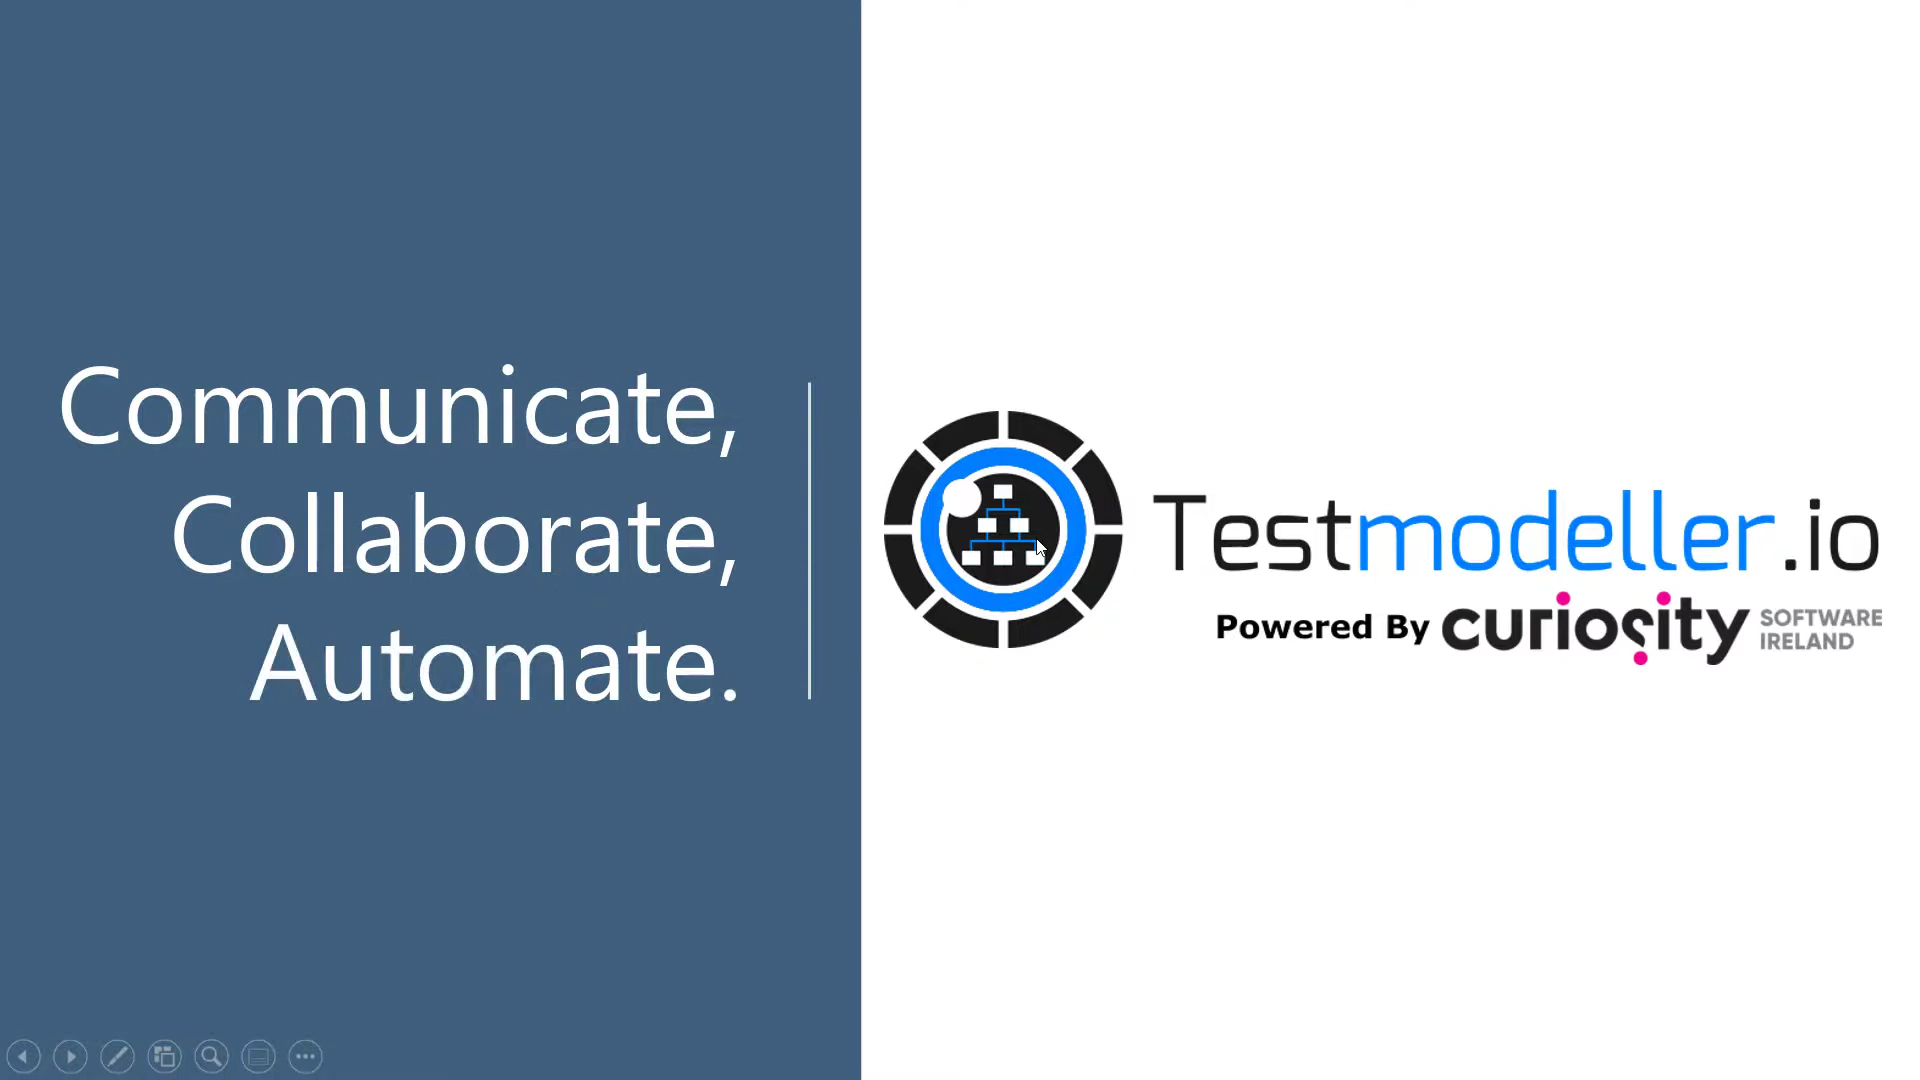 Communicate,
Collaborate,
Automate.
Testmodeller.io
Powered By curiosity SOFTWARE
IRELAND